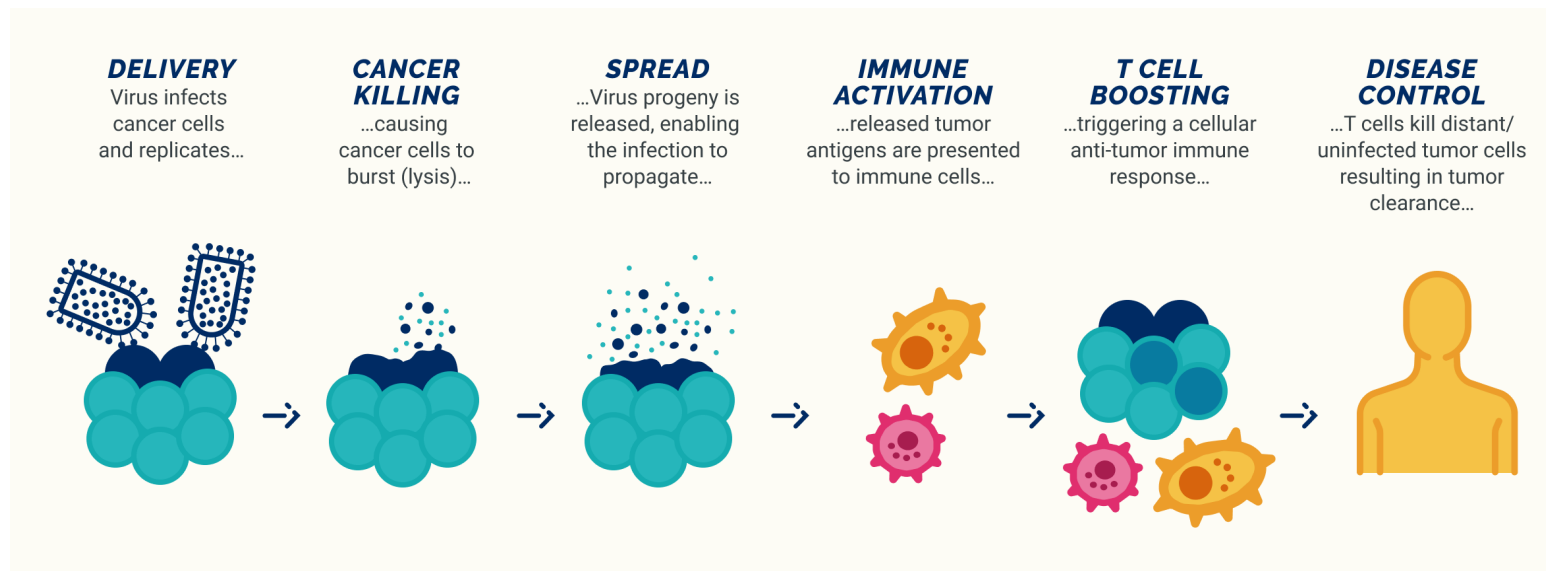 DELIVERY
Virus infects
cancer cells
and replicates…
CANCER
KILLING
…causing
cancer cells to
burst (lysis)…
SPREAD
…Virus progeny is
released, enabling
the infection to
propagate…
IMMUNE
ACTIVATION
…released tumor
antigens are presented
to immune cells…
T CELL
BOOSTING
…triggering a cellular
anti-tumor immune
response…
DISEASE
CONTROL
…T cells kill distant/
uninfected tumor cells
resulting in tumor
clearance…